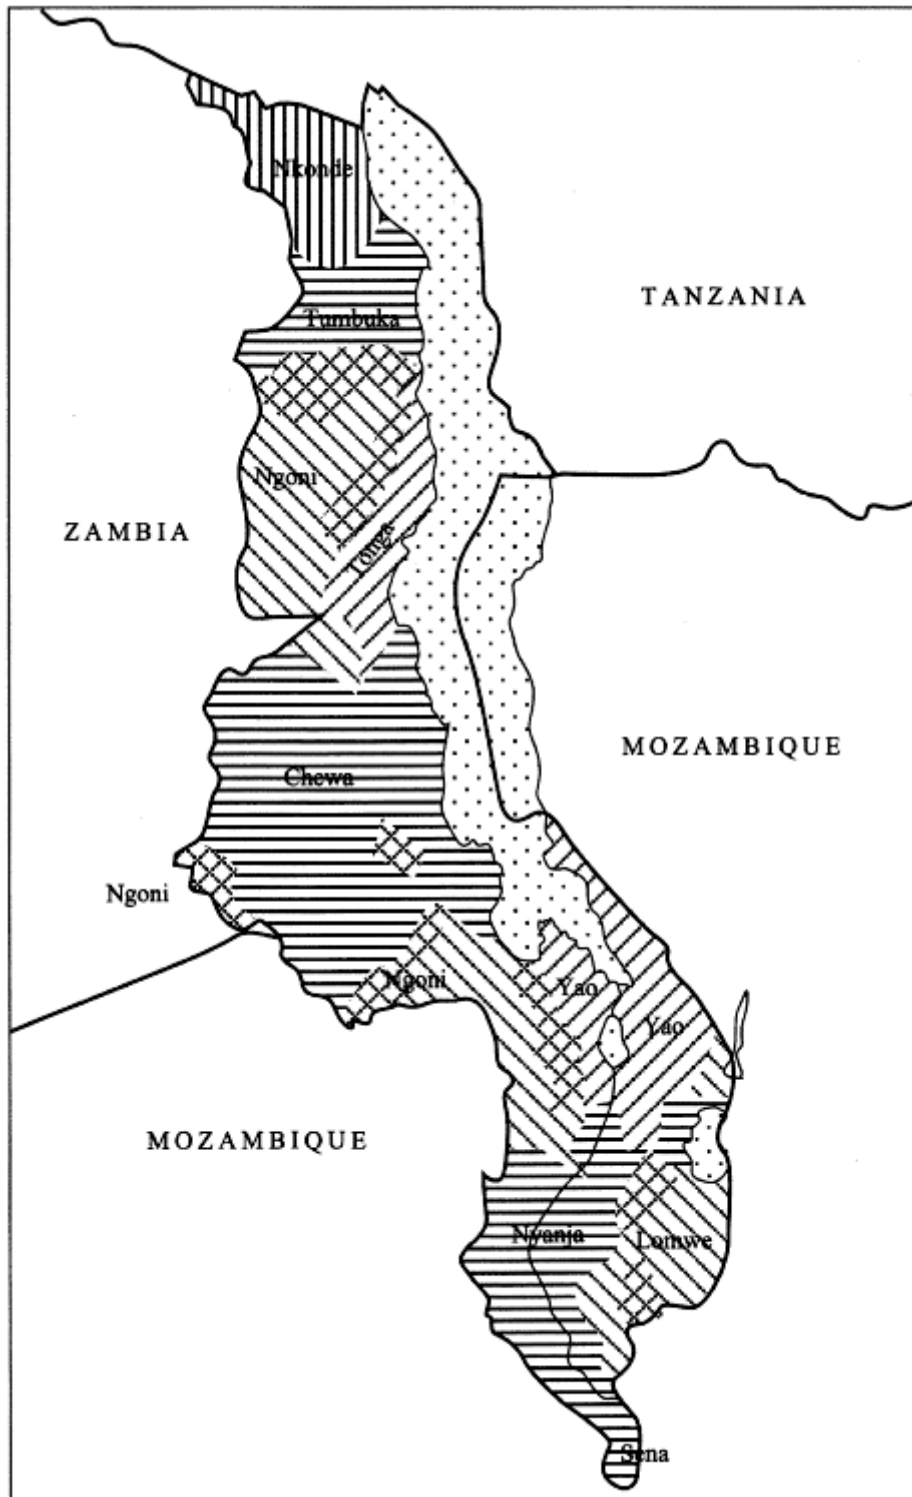 Nkonde
TANZANIA
Tumbuka
Ngoni
ZAMBIA
Tonga
MOZAMBIQUE
Chewa
Ngoni
Ngoni
Yao
Yao
MOZAMBIQUE
Nyanja
Lomwe
Sena